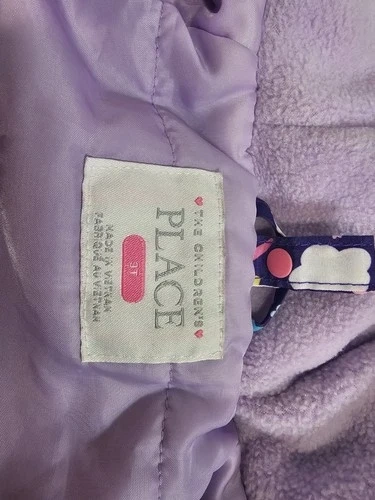 THE CHILDREN'S
PLACE
3T
MADE IN VIETNAM
FABRIQUÉ AU VIETNAM